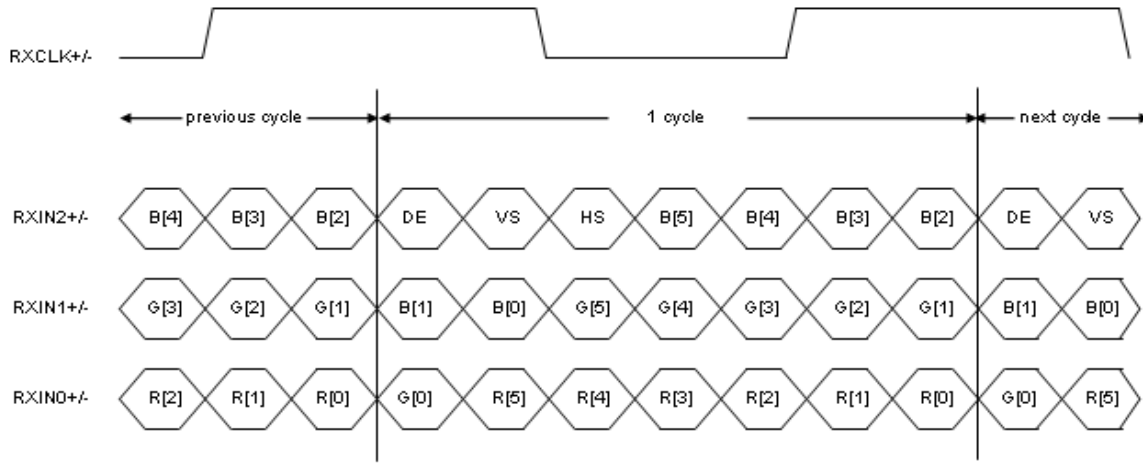 RXCLK+/-
previous cycle 1 cycle next cycle
RXIN2+/- B[4] B[3] B[2] DE VS HS B[5] B[4] B[3] B[2] DE VS
RXIN1+/- G[3] G[2] G[1] B[1] B[0] G[5] G[4] G[3] G[2] G[1] B[1] B[0]
RXIN0+/- R[2] R[1] R[0] G[0] R[5] R[4] R[3] R[2] R[1] R[0] G[0] R[5]